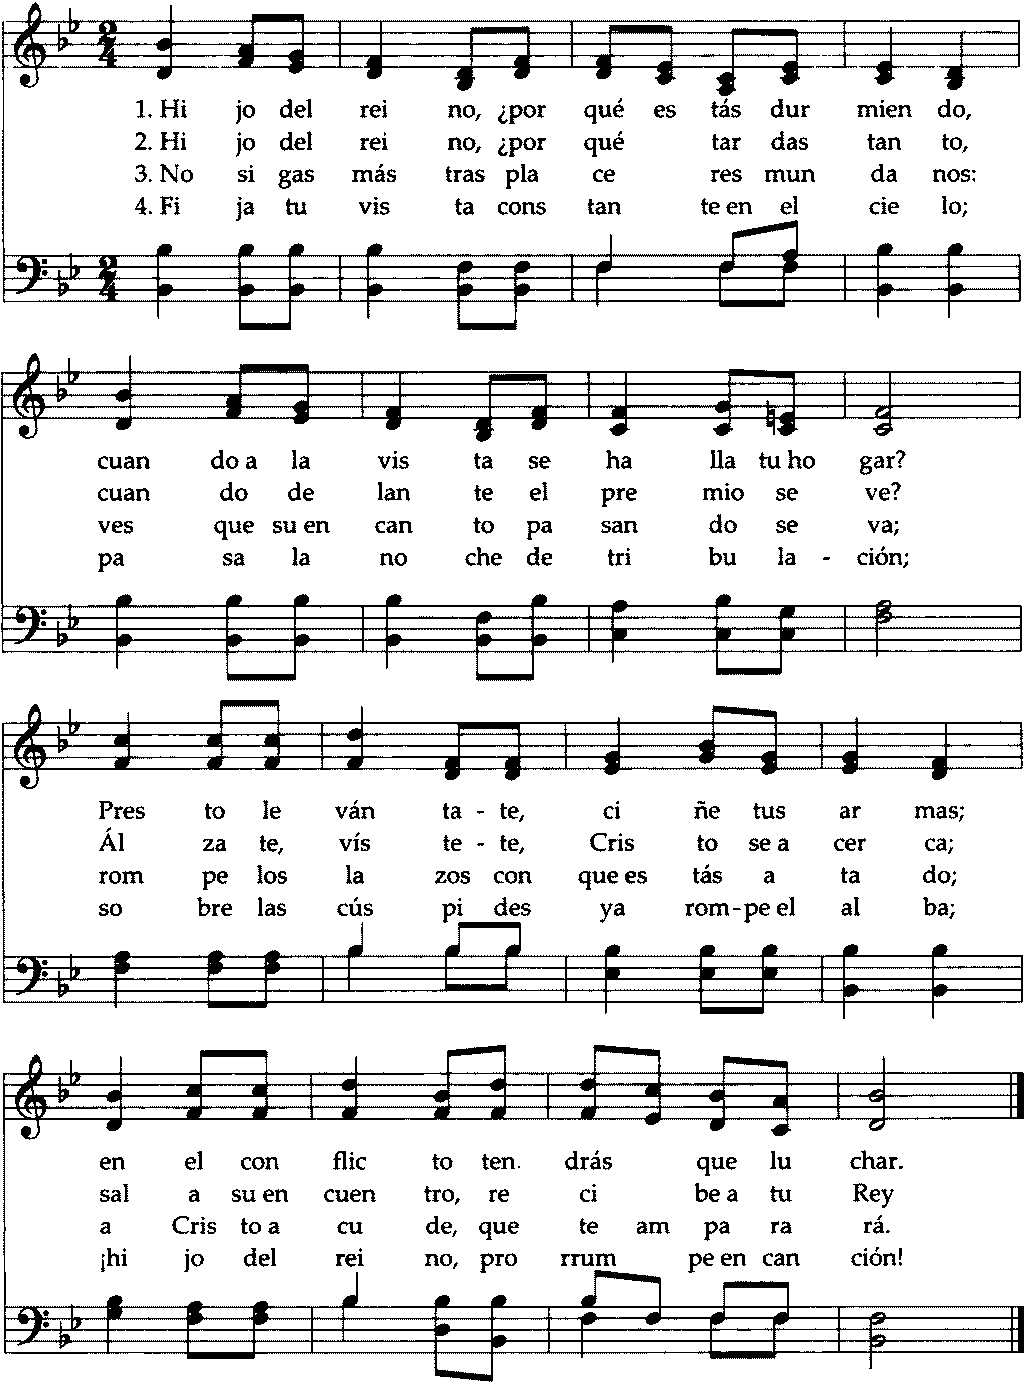 1. Hi jo del rei no, ¿por qué es tás dur mien do,
2. Hi jo del rei no, ¿por qué tar das tan to,
3. No si gas más tras pla ce res mun da nos:
4. Fi ja tu vis ta cons tan te en el cie lo;
cuan do a la vis ta se ha lla tu ho gar?
cuan do de lan te el pre mio se ve?
ves que su en can to pa san do se va;
pa sa la no che de tri bu la - ción;
Pres to le ván ta - te, ci ñe tus ar mas;
Ál za te, vís te - te, Cris to se a cer ca;
rom pe los la zos con que es tás a ta do;
so bre las cús pi des ya rom - pe el al ba;
en el con flic to ten. drás que lu char.
sal a su en cuen tro, re ci be a tu Rey
a Cris to a cu de, que te am pa ra rá.
¡hi jo del rei no, pro rrum pe en can ción!